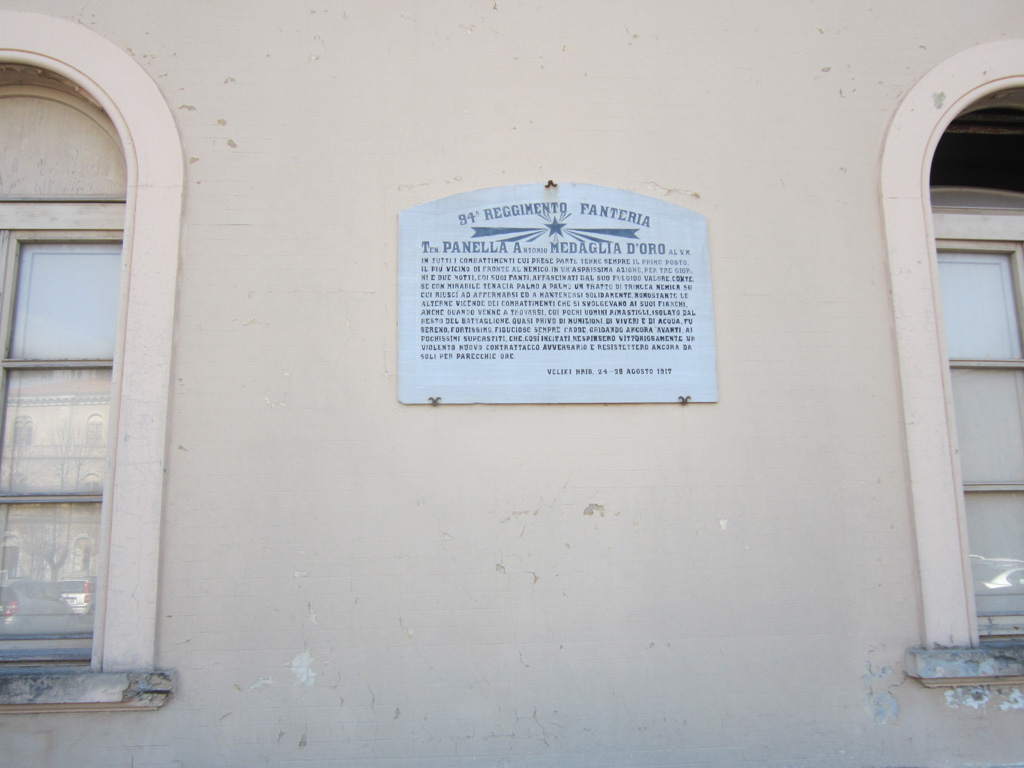 94° REGGIMENTO FANTERIA
TEN PANELLA ANTONIO MEDAGLIA D'ORO AL V.M
IN TUTTI I COMBATTIMENTI CUI PRESE PARTE TENNE SEMPRE IL PRIMO POSTO,
IL PIÙ VICINO DI FRONTE AL NEMICO. IN UN'ASPRISSIMA AZIONE, PER TRE GIOR_
NI E DUE NOTTI, COI SUOI FANTI, AFFASCINATI DAL SUO FULGIDO VALORE, CONTE_
SE CON MIRABILE TENACIA PALMO A PALMO UN TRATTO DI TRINCEA NEMICA SU
CUI RIUSCÌ AD AFFERMARSI ED A MANTENERSI SOLIDAMENTE, NONOSTANTE LE
ALTERNE VICENDE DEI COMBATTIMENTI CHE SI SVOLGEVANO AI SUOI FIANCHI,
ANCHE QUANDO VENNE A TROVARSI, COI POCHI UOMINI RIMASTIGLI, ISOLATO DAL
RESTO DEL BATTAGLIONE, QUASI PRIVO DI MUNIZIONI, DI VIVERI E DI ACQUA, FU
SERENO, FORTISSIMO, FIDUCIOSO SEMPRE. CADDE GRIDANDO ANCORA "AVANTI", AI
POCHISSIMI SUPERSTITI, CHE, COSÌ INCITATI, RESPINSERO VITTORIOSAMENTE UN
VIOLENTO NUOVO CONTRATTACCO AVVERSARIO E RESISTETTERO ANCORA DA
SOLI PER PARECCHIE ORE.
VELIKI HRIB, 24-28 AGOSTO 1917